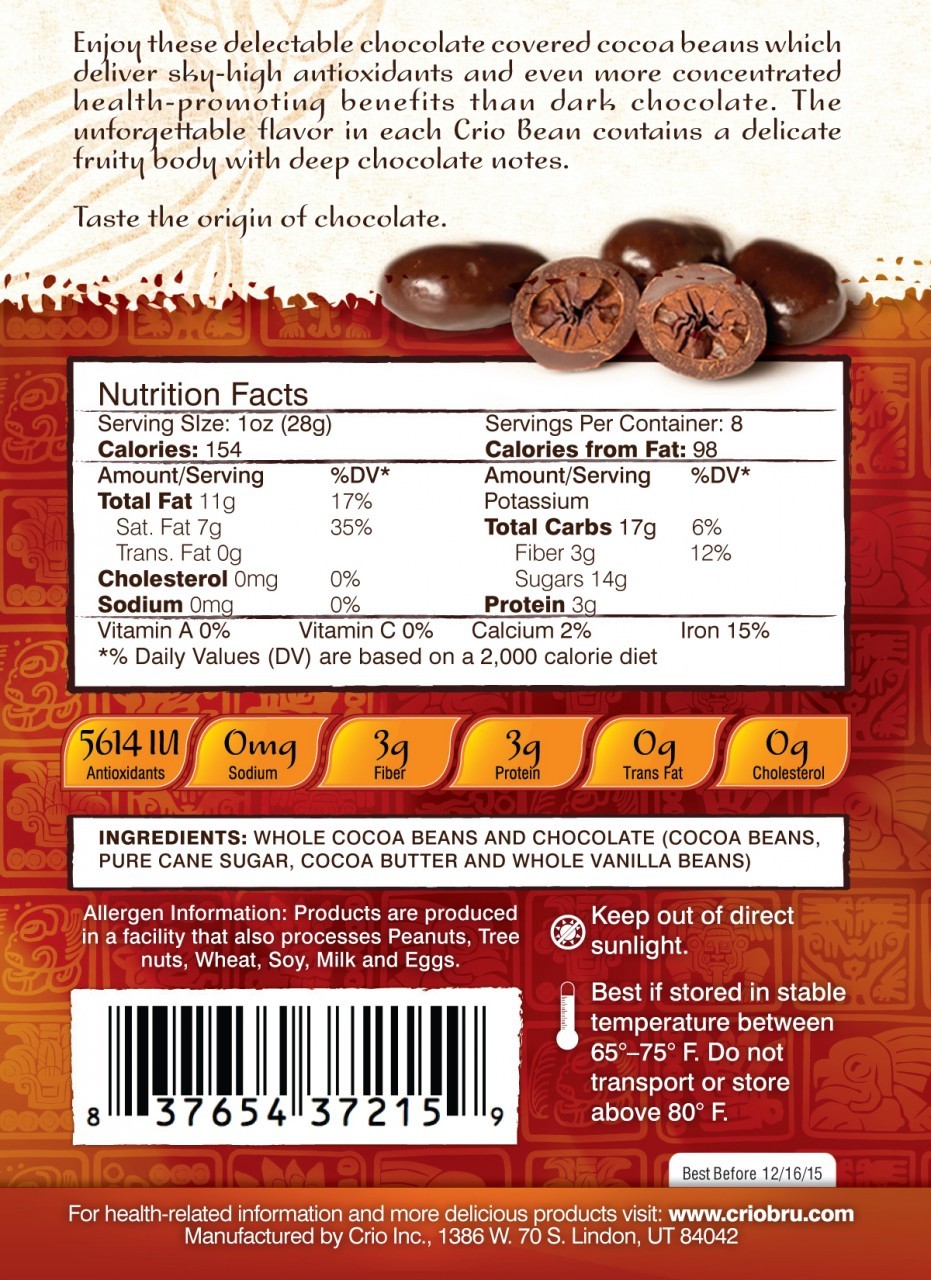 Enjoy these delectable chocolate covered cocoa beans which
deliver sky-high antioxidants and even more concentrated
health-promoting benefits than dark chocolate. The
unforgettable flavor in each Crio Bean contains a delicate
fruity body with deep chocolate notes.
Taste the origin of chocolate.
Nutrition Facts
Serving SIze: 1oz (28g) Servings Per Container: 8
Calories: 154 Calories from Fat: 98
Amount/Serving %DV* Amount/Serving %DV*
Total Fat 11g 17% Potassium
Sat. Fat 7g 35% Total Carbs 17g 6%
Trans. Fat 0g Fiber 3g 12%
Cholesterol 0mg 0% Sugars 14g
Sodium 0mg 0% Protein 3g
Vitamin A 0% Vitamin C 0% Calcium 2% Iron 15%
*% Daily Values (DV) are based on a 2,000 calorie diet
5614 IU 0mg 3g 3g 0g 0g
Antioxidants Sodium Fiber Protein Trans Fat Cholesterol
INGREDIENTS: WHOLE COCOA BEANS AND CHOCOLATE (COCOA BEANS,
PURE CANE SUGAR, COCOA BUTTER AND WHOLE VANILLA BEANS)
Allergen Information: Products are produced
in a facility that also processes Peanuts, Tree
nuts, Wheat, Soy, Milk and Eggs.
Keep out of direct
sunlight.
Best if stored in stable
temperature between
65°–75° F. Do not
transport or store
above 80° F.
8 37654 37215 9
Best Before 12/16/15
For health-related information and more delicious products visit: www.criobru.com
Manufactured by Crio Inc., 1386 W. 70 S. Lindon, UT 84042